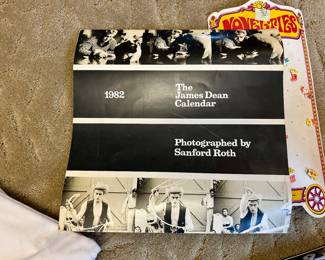 NOVELTIES
1982
The
James Dean
Calendar
Photographed by
Sanford Roth